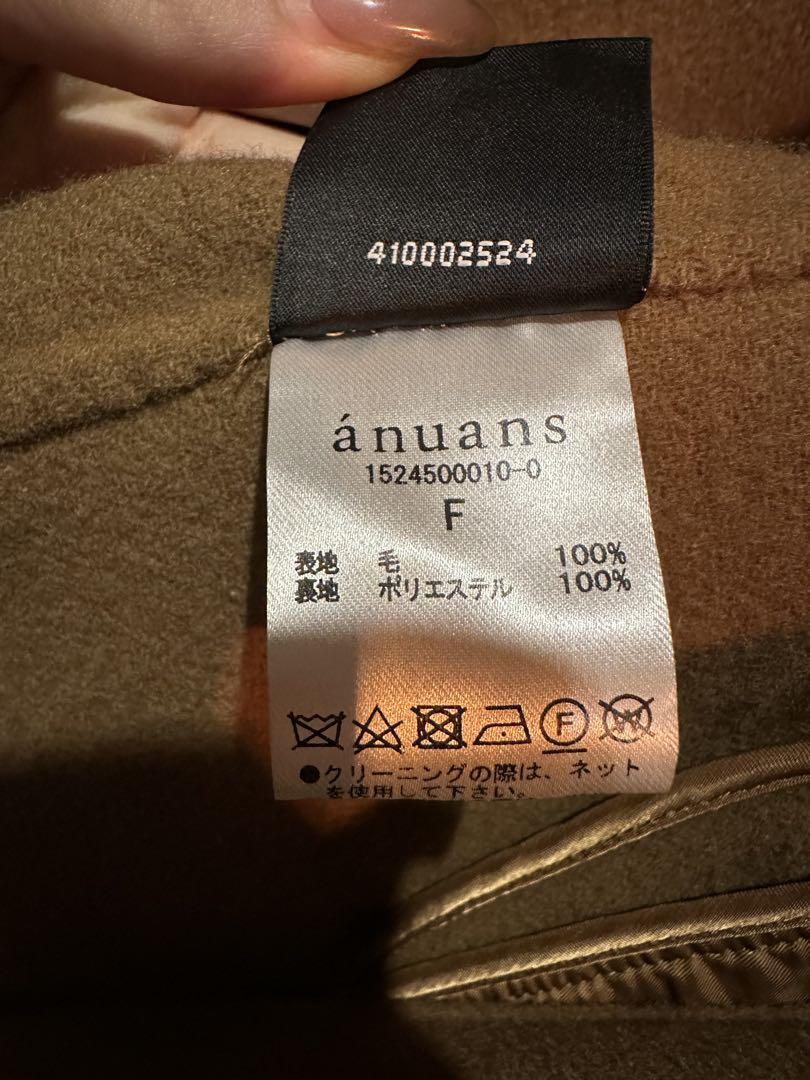 410002524
ánuans
1524500010-0
F
表地 毛 100%
裏地 ポリエステル 100%
F W
●クリーニングの際は、ネット
を使用して下さい。